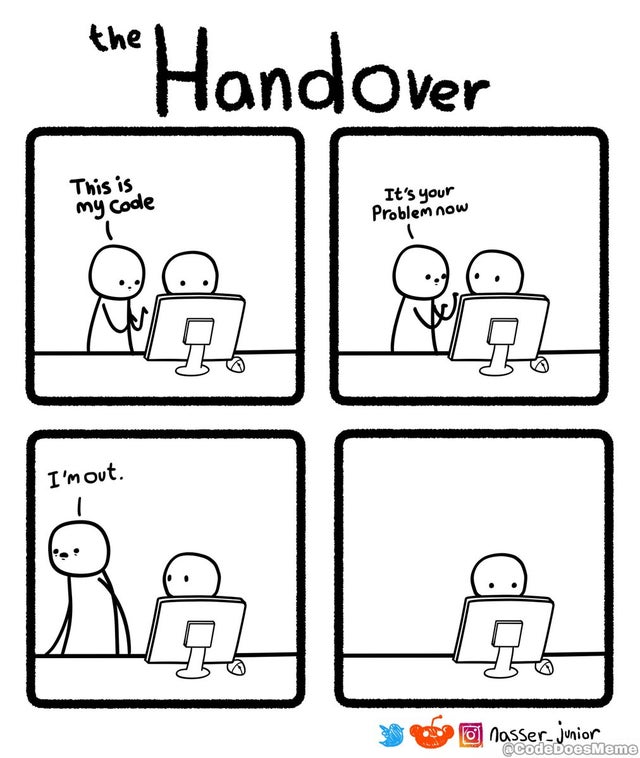 the
Handover
This is
my code
It's your
Problem now
I'm out.
nasser_junior
@CodeDoesMeme